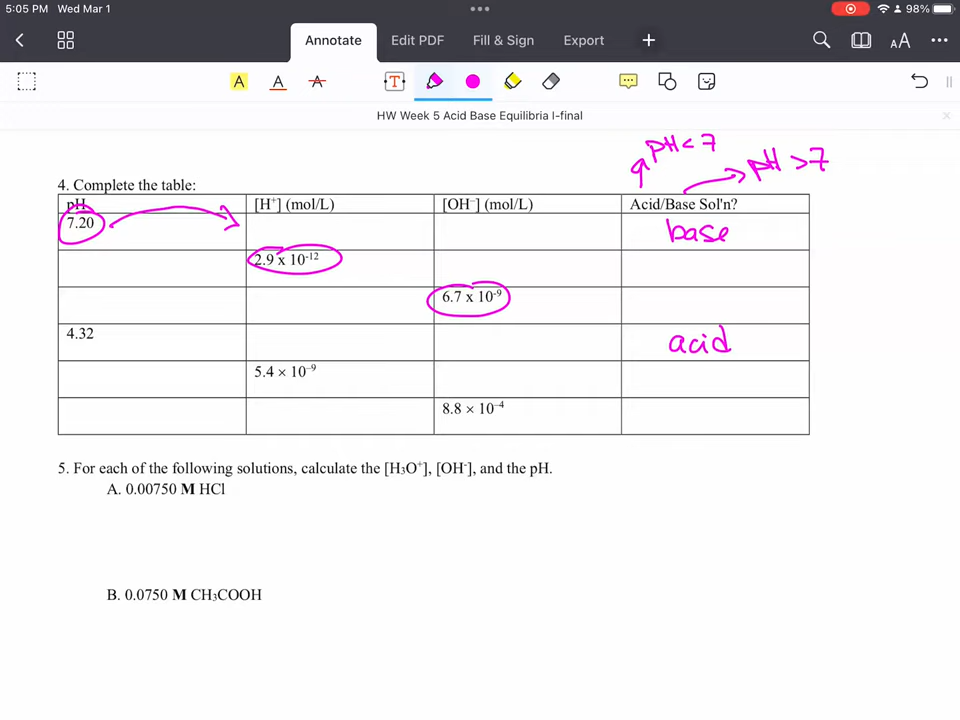 5:05 PM Wed Mar 1
98%
Annotate Edit PDF Fill & Sign Export +
AA
A A A T
HW Week 5 Acid Base Equilibria I-final
pH < 7
pH > 7
4. Complete the table:
pH [H⁺] (mol/L) [OH⁻] (mol/L) Acid/Base Sol'n?
7.20 base
2.9 x 10⁻¹²
6.7 x 10⁻⁹
4.32 acid
5.4 × 10⁻⁹
8.8 × 10⁻⁴
5. For each of the following solutions, calculate the [H₃O⁺], [OH⁻], and the pH.
A. 0.00750 M HCl
B. 0.0750 M CH₃COOH